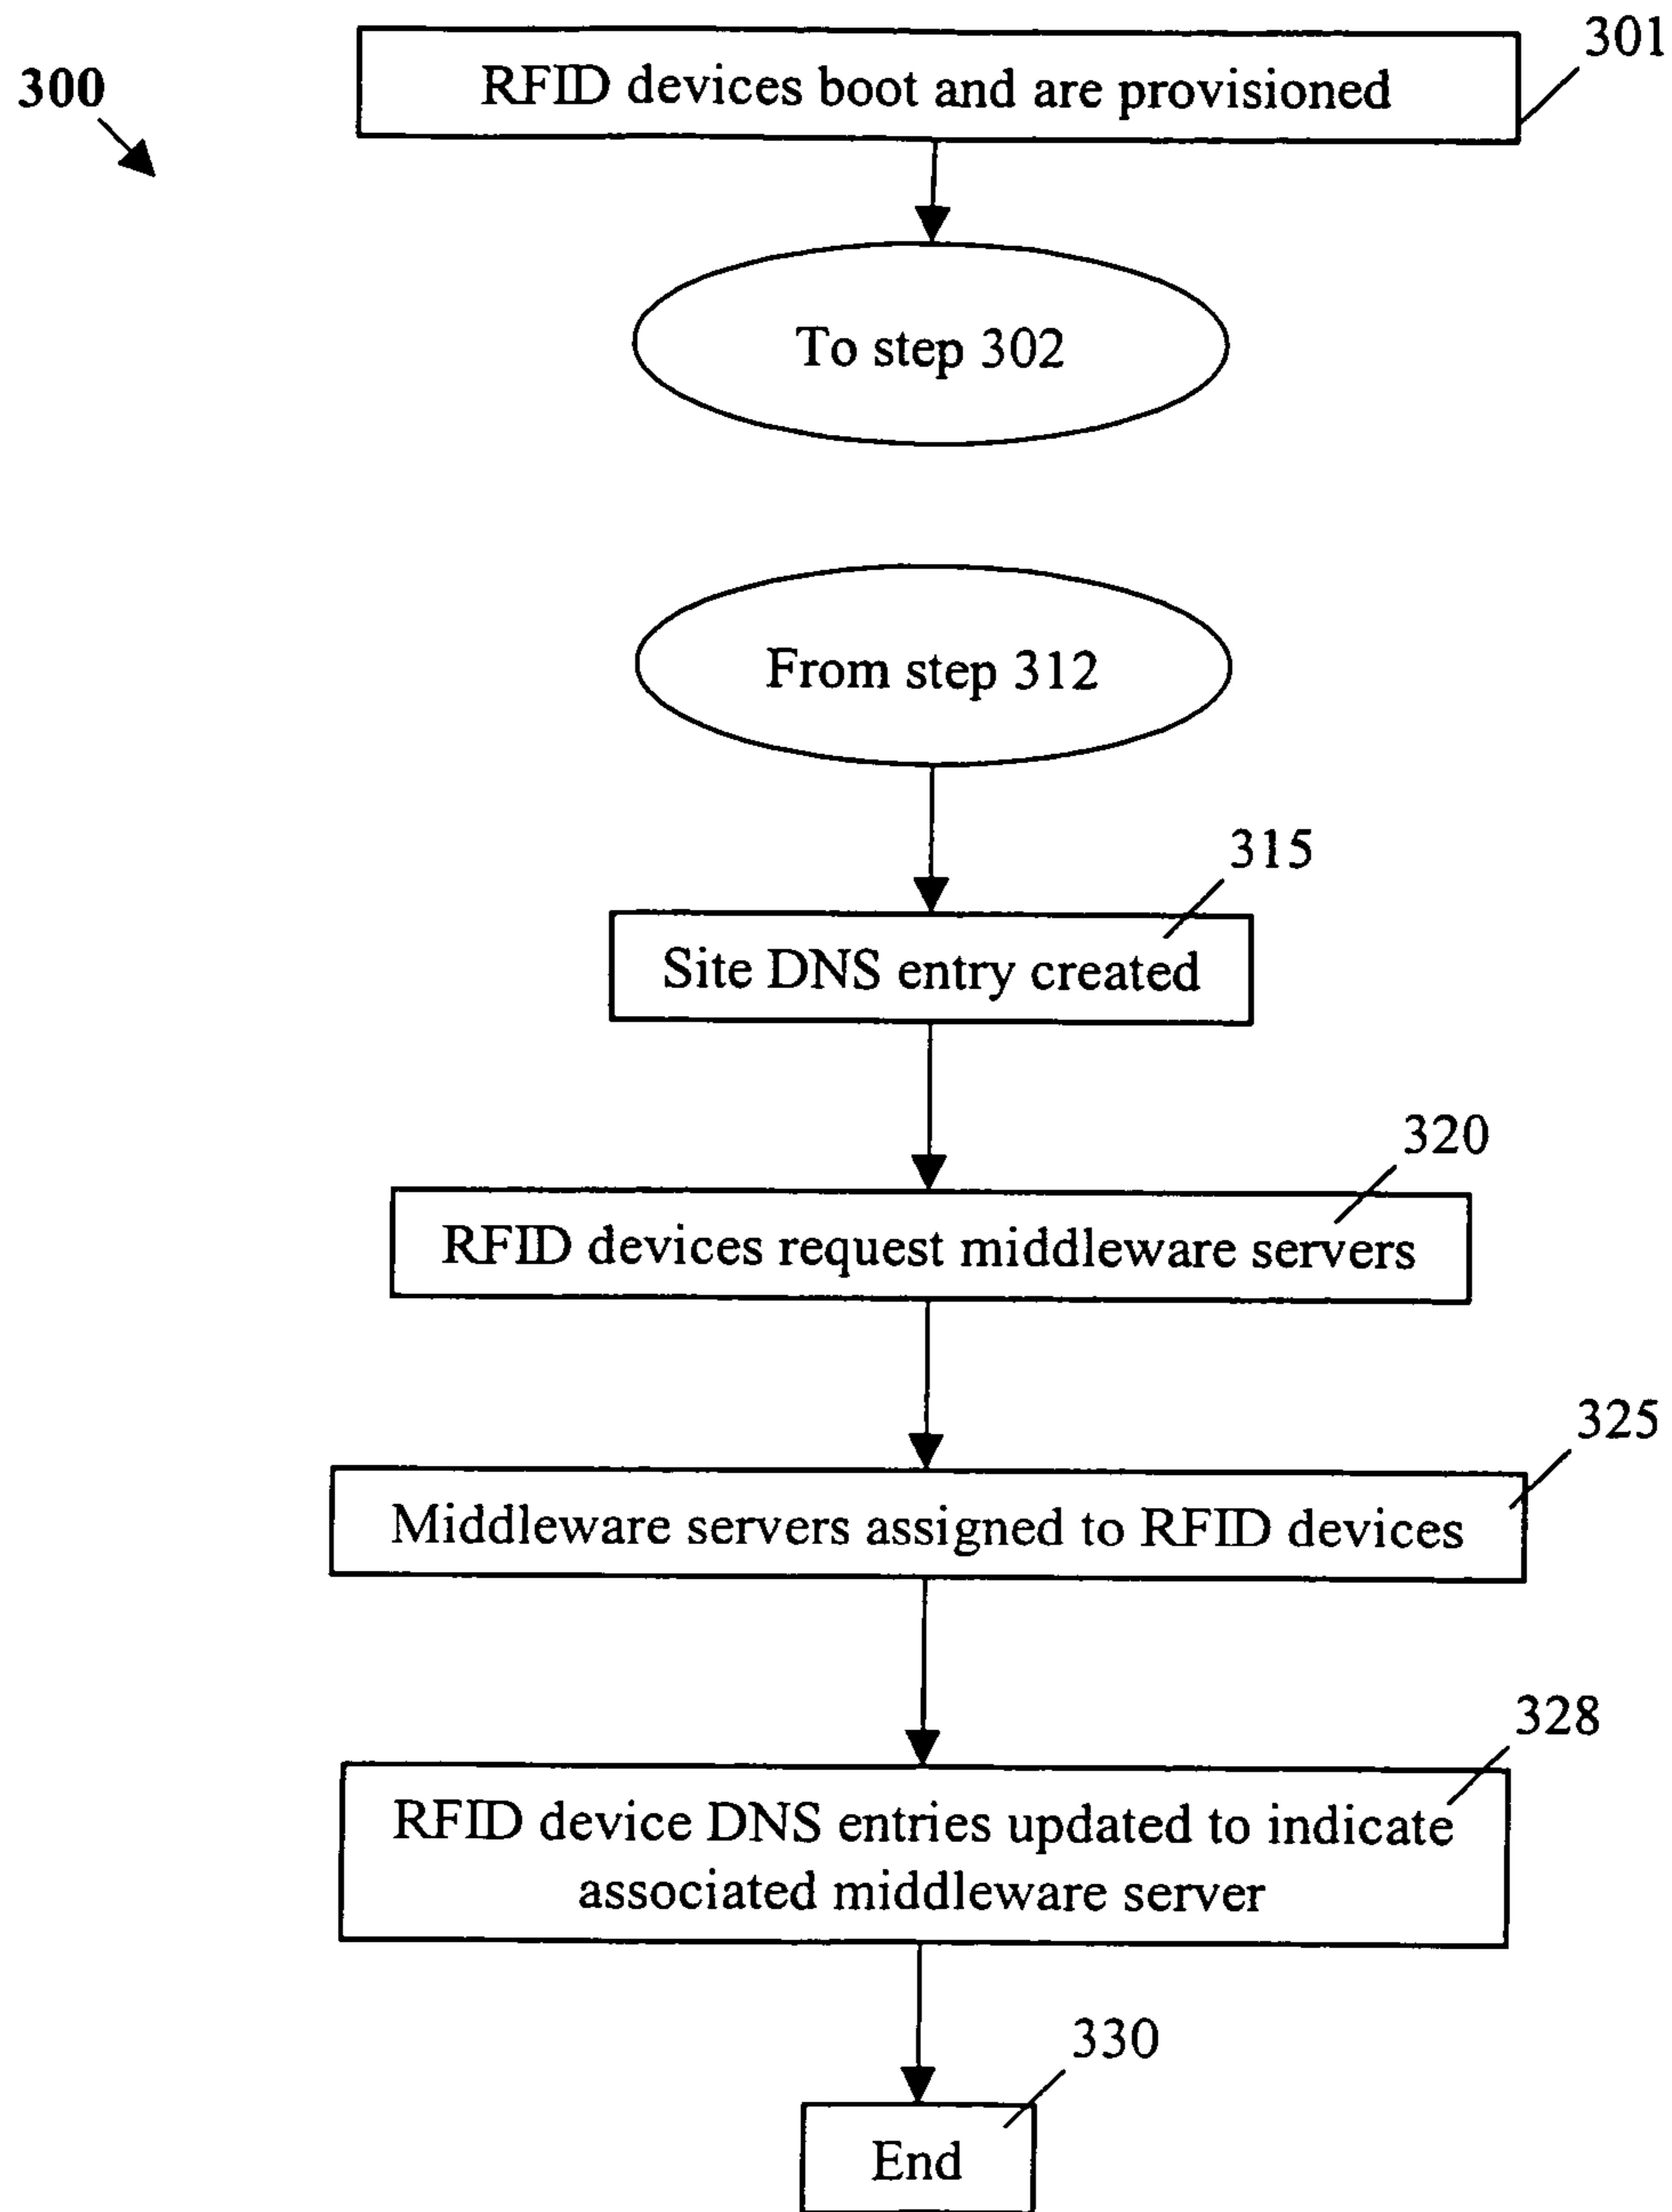 301
300
RFID devices boot and are provisioned
To step 302
From step 312
315
Site DNS entry created
320
RFID devices request middleware servers
325
Middleware servers assigned to RFID devices
328
RFID device DNS entries updated to indicate
associated middleware server
330
End